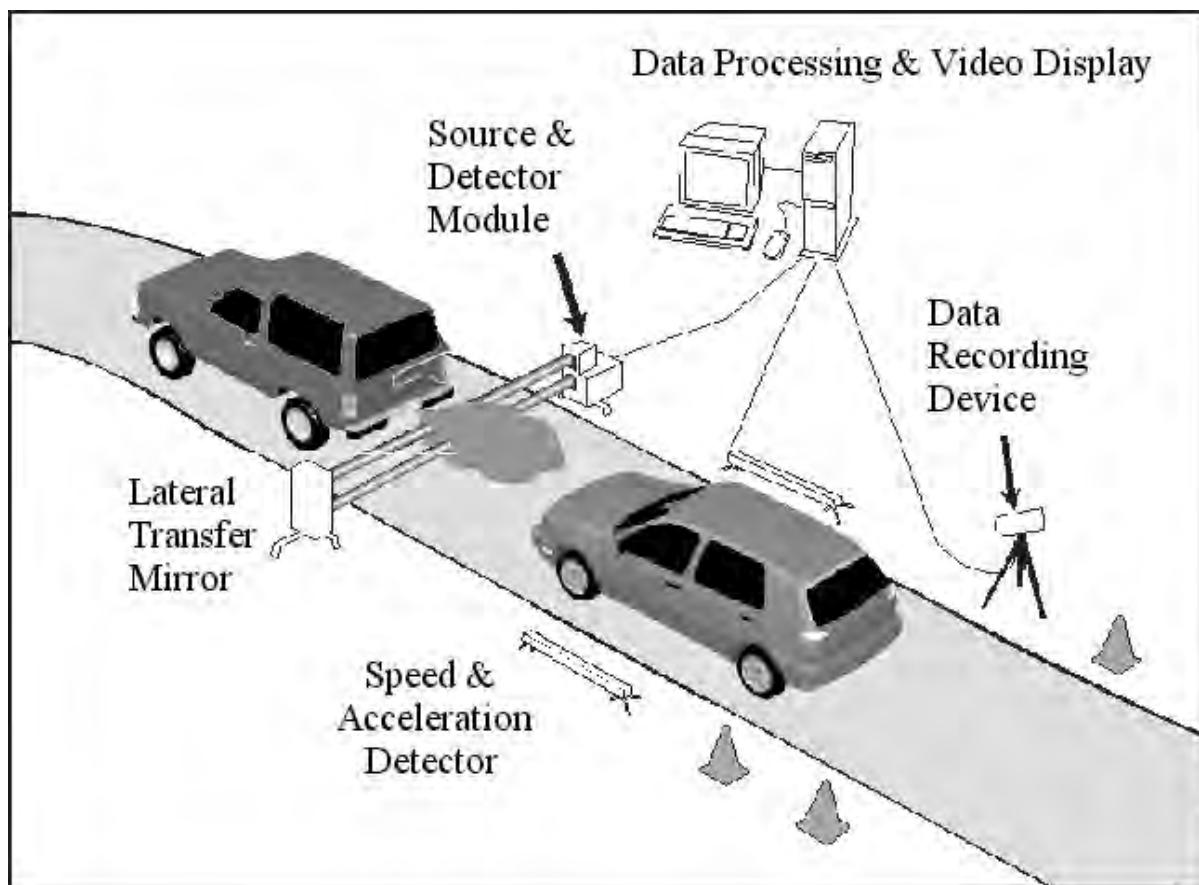 Data Processing & Video Display
Source &
Detector
Module
Data
Recording
Device
Lateral
Transfer
Mirror
Speed &
Acceleration
Detector